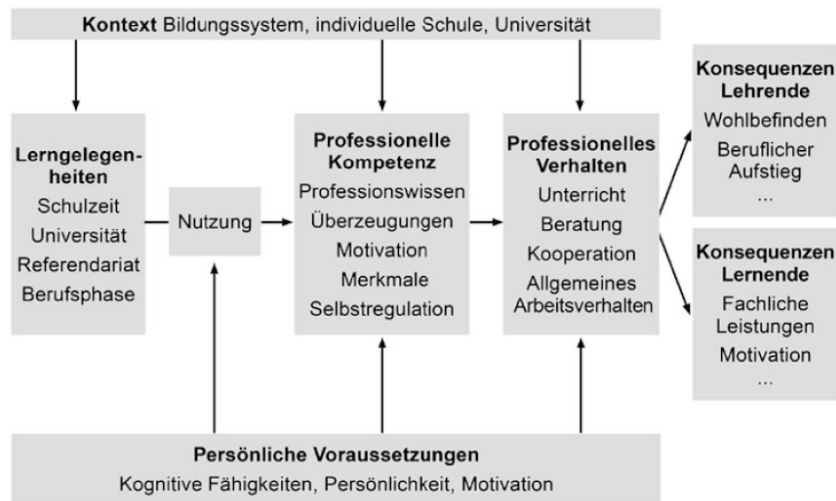 Kontext Bildungssystem, individuelle Schule, Universität
Lerngelegen-
heiten
Schulzeit
Universität
Referendariat
Berufsphase
Nutzung
Professionelle
Kompetenz
Professionswissen
Überzeugungen
Motivation
Merkmale
Selbstregulation
Professionelles
Verhalten
Unterricht
Beratung
Kooperation
Allgemeines
Arbeitsverhalten
Konsequenzen
Lehrende
Wohlbefinden
Beruflicher
Aufstieg
...
Konsequenzen
Lernende
Fachliche
Leistungen
Motivation
...
Persönliche Voraussetzungen
Kognitive Fähigkeiten, Persönlichkeit, Motivation